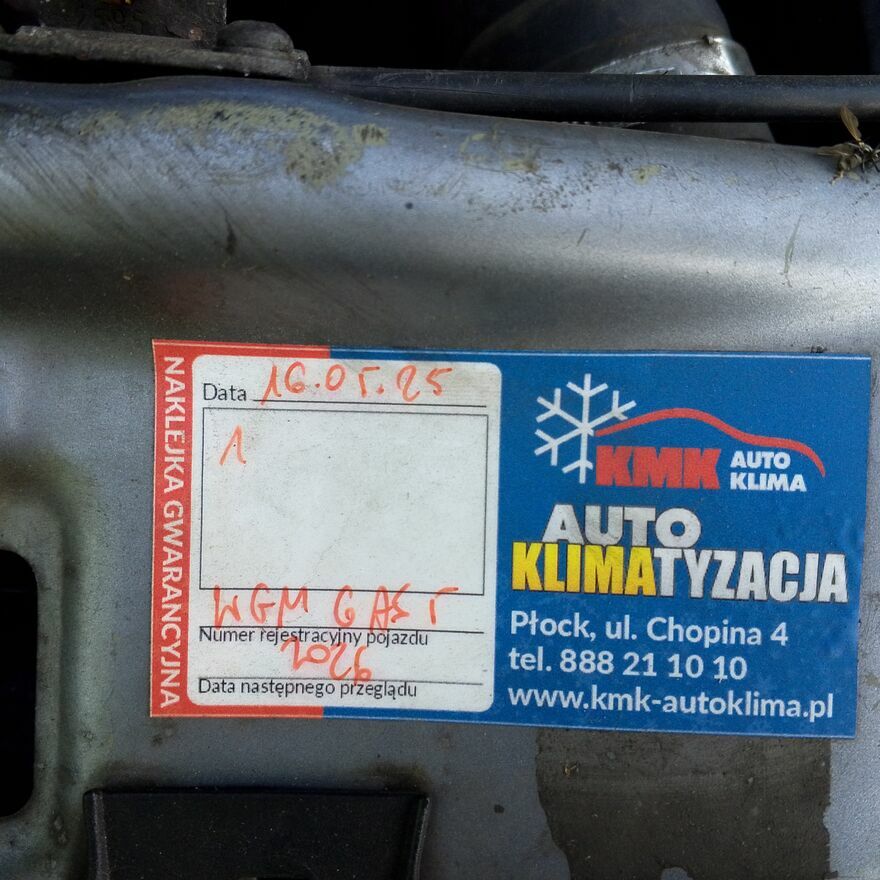 NAKLEJKA GWARANCYJNA
Data 16.05.25
1
WGM 6AS5
Numer rejestracyjny pojazdu
2026
Data następnego przeglądu
KMK AUTO KLIMA
AUTO
KLIMATYZACJA
Płock, ul. Chopina 4
tel. 888 21 10 10
www.kmk-autoklima.pl